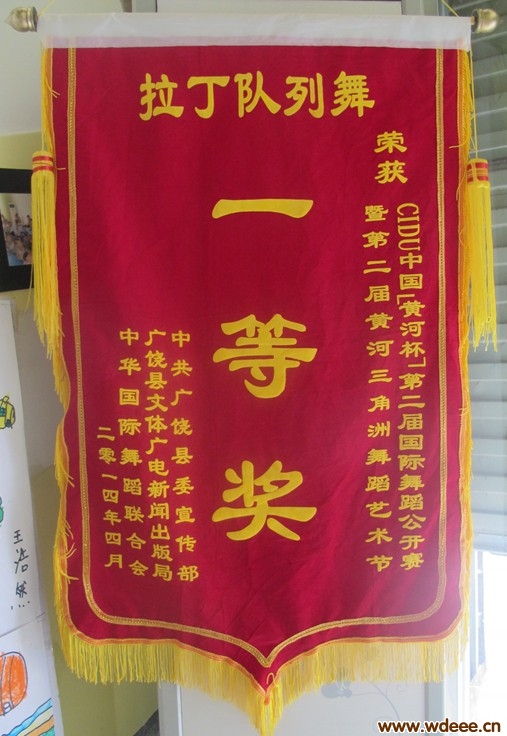 拉丁队列舞
荣获
CIDU中国“黄河杯”第二届国际舞蹈公开赛
暨第二届黄河三角洲舞蹈艺术节
一等奖
中共广饶县委宣传部
广饶县文体广电新闻出版局
中华国际舞蹈联合会
二零一四年四月
王浩然
www.wdeee.cn